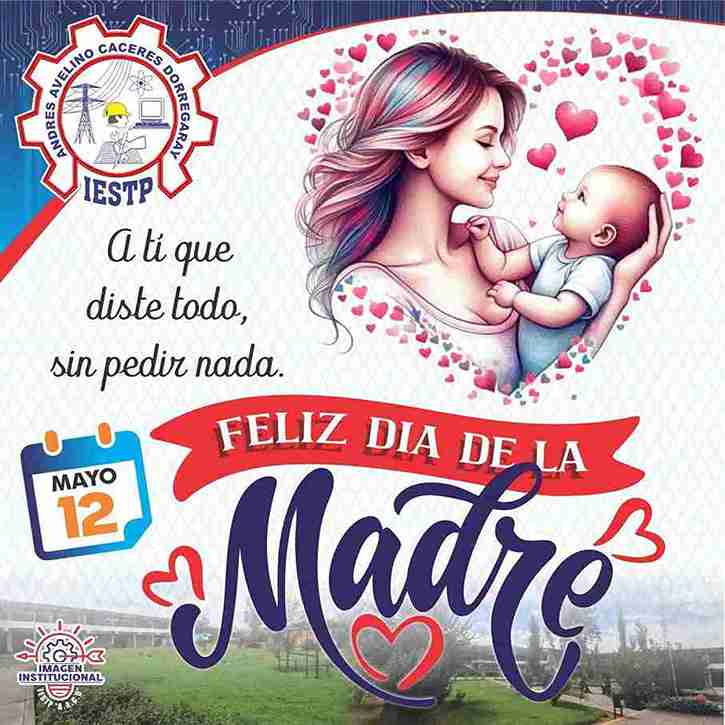 ANDRES AVELINO CACERES DORREGARAY
IESTP
A tí que
diste todo,
sin pedir nada.
FELIZ DIA DE LA
Madre
MAYO
12
IMAGEN
INSTITUCIONAL